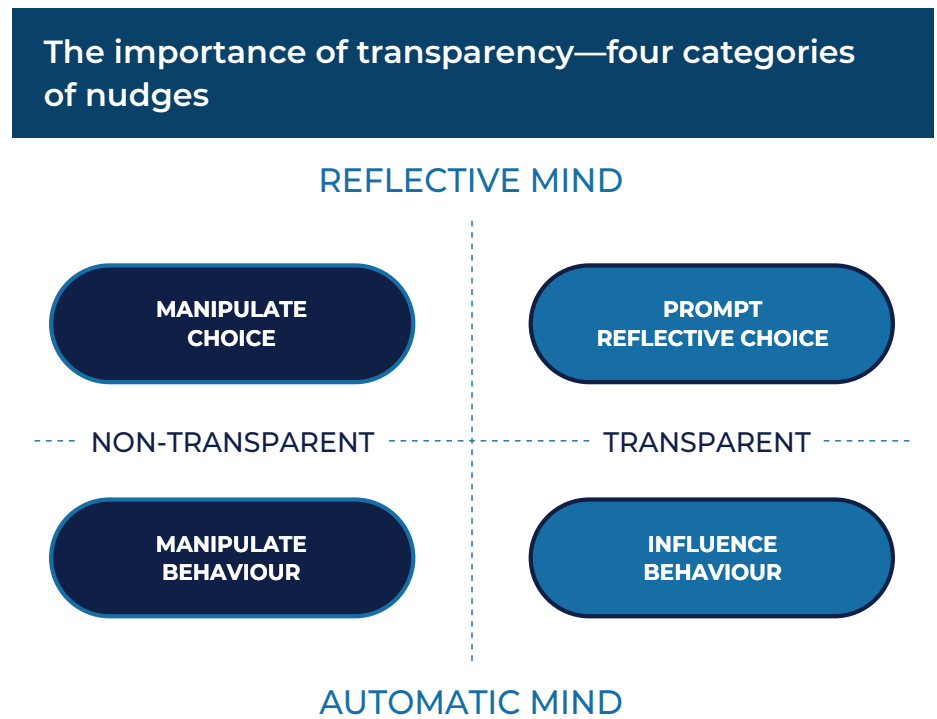 The importance of transparency—four categories
of nudges
REFLECTIVE MIND
MANIPULATE
CHOICE
PROMPT
REFLECTIVE CHOICE
NON-TRANSPARENT
TRANSPARENT
MANIPULATE
BEHAVIOUR
INFLUENCE
BEHAVIOUR
AUTOMATIC MIND